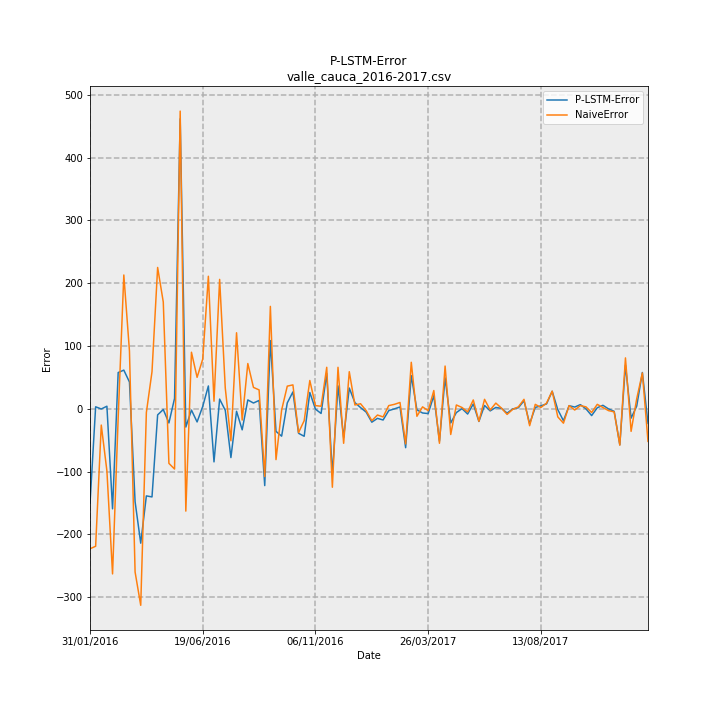 P-LSTM-Error
valle_cauca_2016-2017.csv
P-LSTM-Error
NaiveError
500
400
300
200
100
0
−100
−200
−300
Error
31/01/2016
19/06/2016
06/11/2016
26/03/2017
13/08/2017
Date